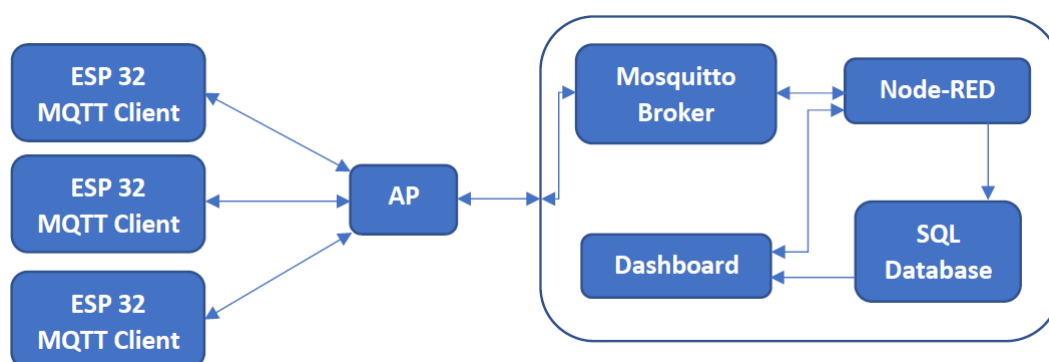 ESP 32
MQTT Client
ESP 32
MQTT Client
ESP 32
MQTT Client
AP
Mosquitto
Broker
Node-RED
Dashboard
SQL
Database